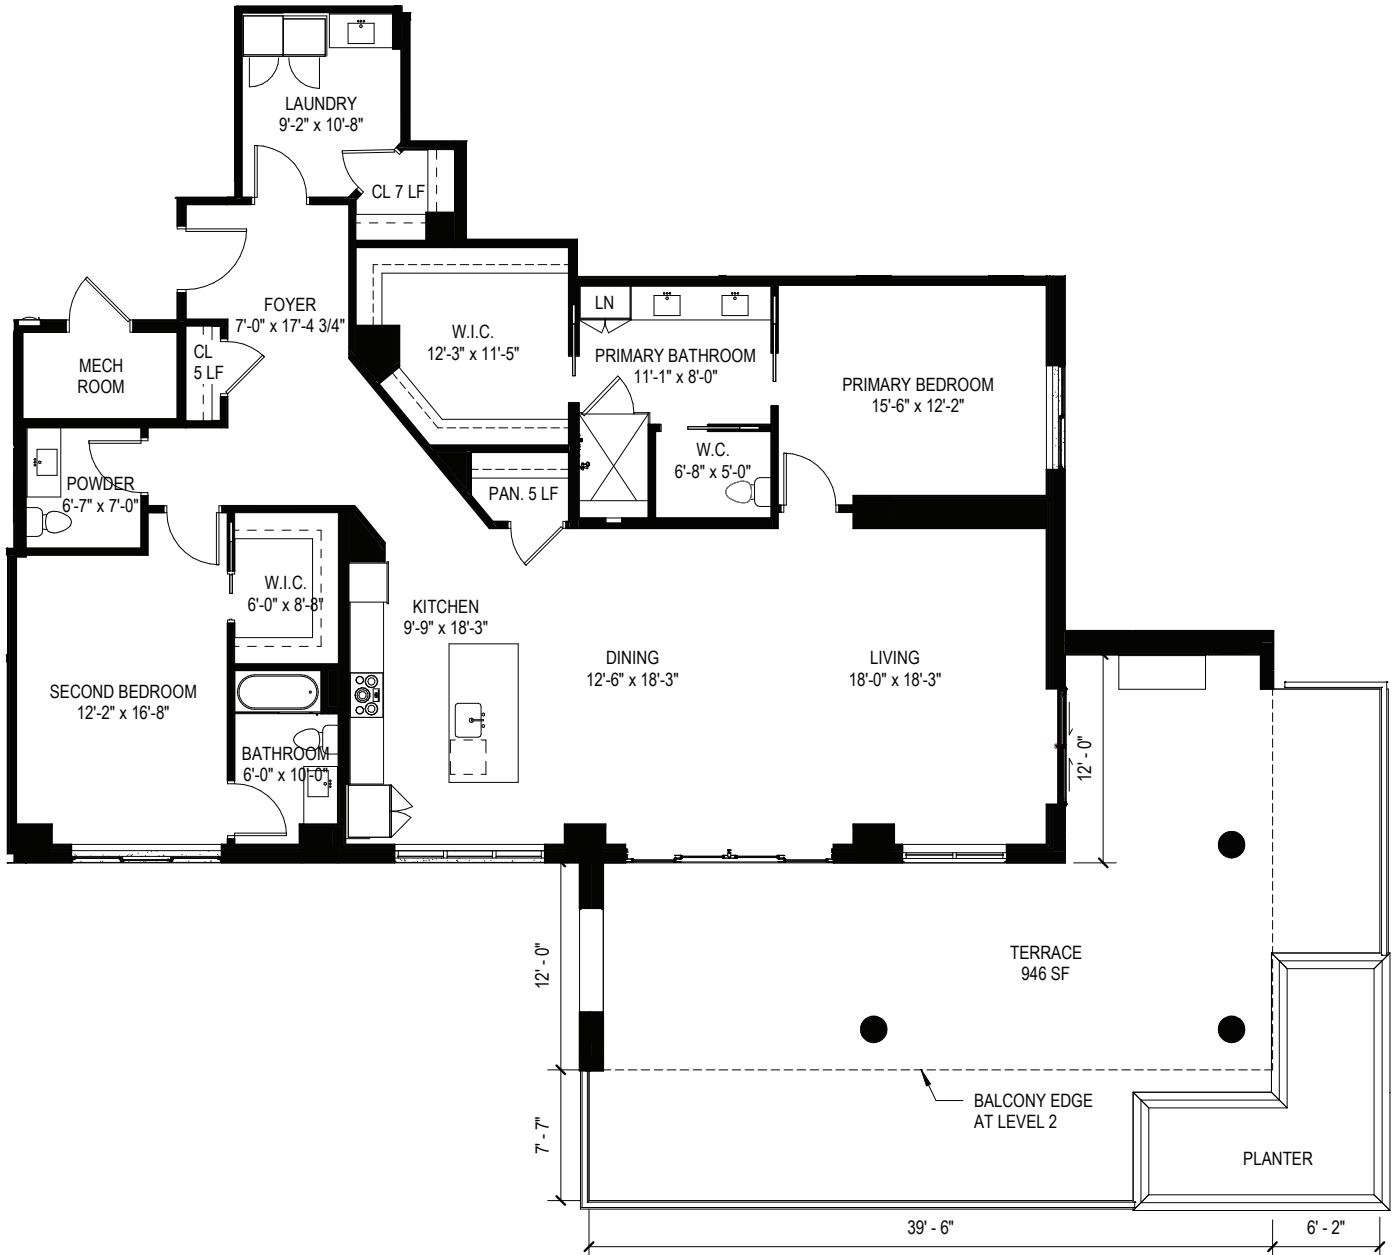 LAUNDRY
9'-2" x 10'-8"
CL 7 LF
FOYER
7'-0" x 17'-4 3/4"
W.I.C.
12'-3" x 11'-5"
LN
PRIMARY BATHROOM
11'-1" x 8'-0"
PRIMARY BEDROOM
15'-6" x 12'-2"
MECH
ROOM
CL
5 LF
W.C.
6'-8" x 5'-0"
POWDER
6'-7" x 7'-0"
PAN. 5 LF
W.I.C.
6'-0" x 8'-8"
KITCHEN
9'-9" x 18'-3"
DINING
12'-6" x 18'-3"
LIVING
18'-0" x 18'-3"
SECOND BEDROOM
12'-2" x 16'-8"
BATHROOM
6'-0" x 10'-0"
12' - 0"
TERRACE
946 SF
12' - 0"
BALCONY EDGE
AT LEVEL 2
7' - 7"
PLANTER
39' - 6"
6' - 2"